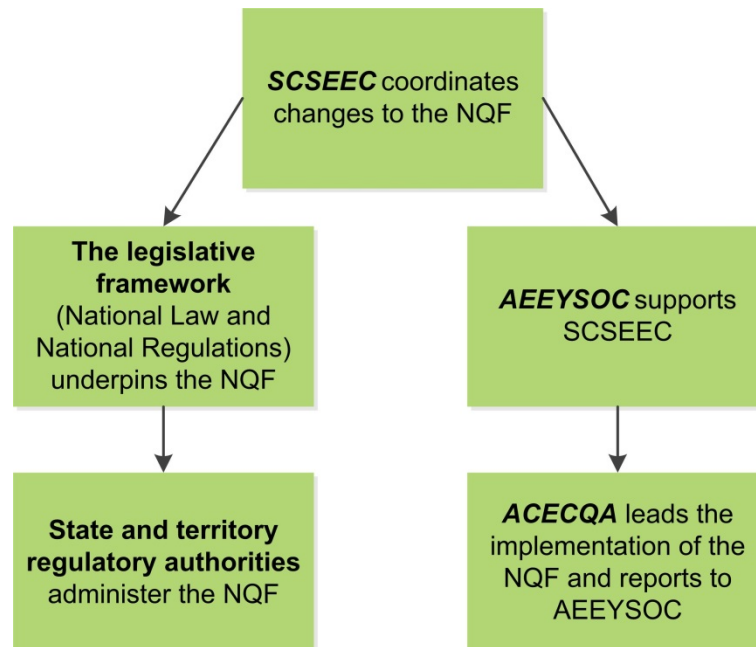 SCSEEC coordinates
changes to the NQF
The legislative
framework
(National Law and
National Regulations)
underpins the NQF
AEEYSOC supports
SCSEEC
State and territory
regulatory authorities
administer the NQF
ACECQA leads the
implementation of the
NQF and reports to
AEEYSOC